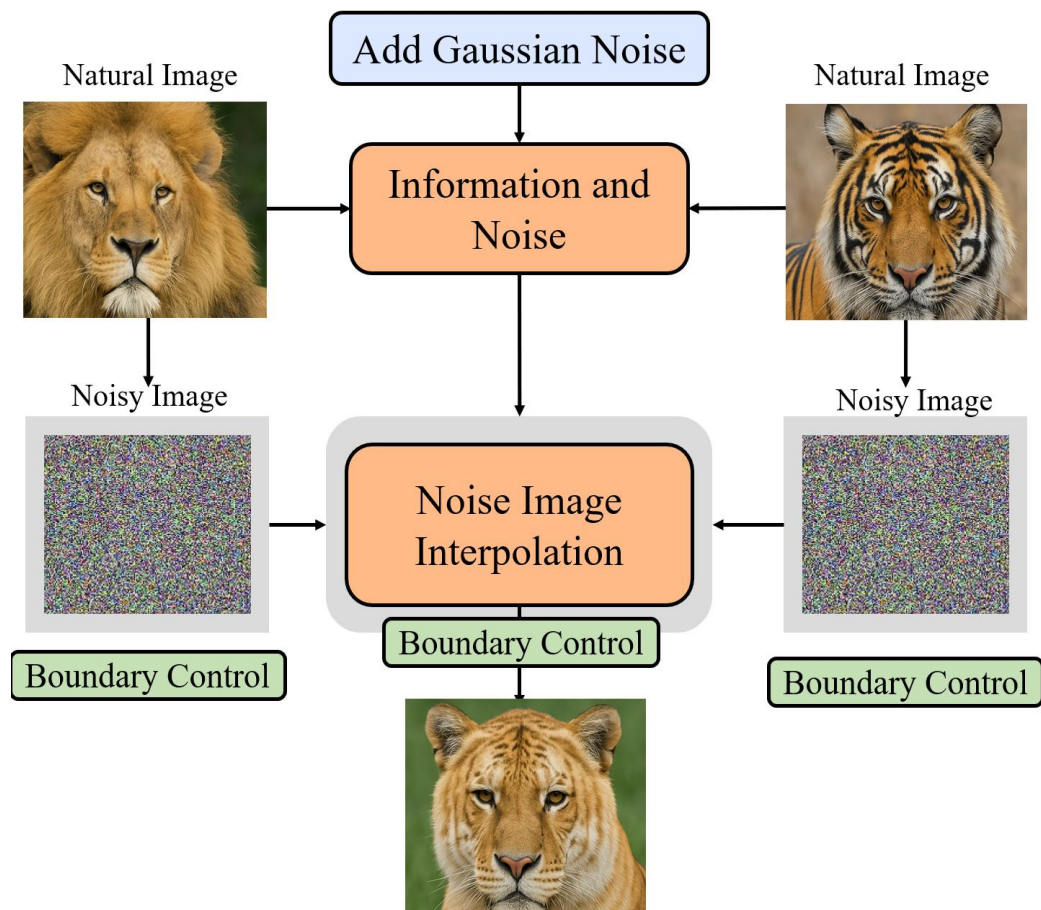 Add Gaussian Noise
Natural Image
Natural Image
Information and
Noise
Noisy Image
Noisy Image
Noise Image
Interpolation
Boundary Control
Boundary Control
Boundary Control